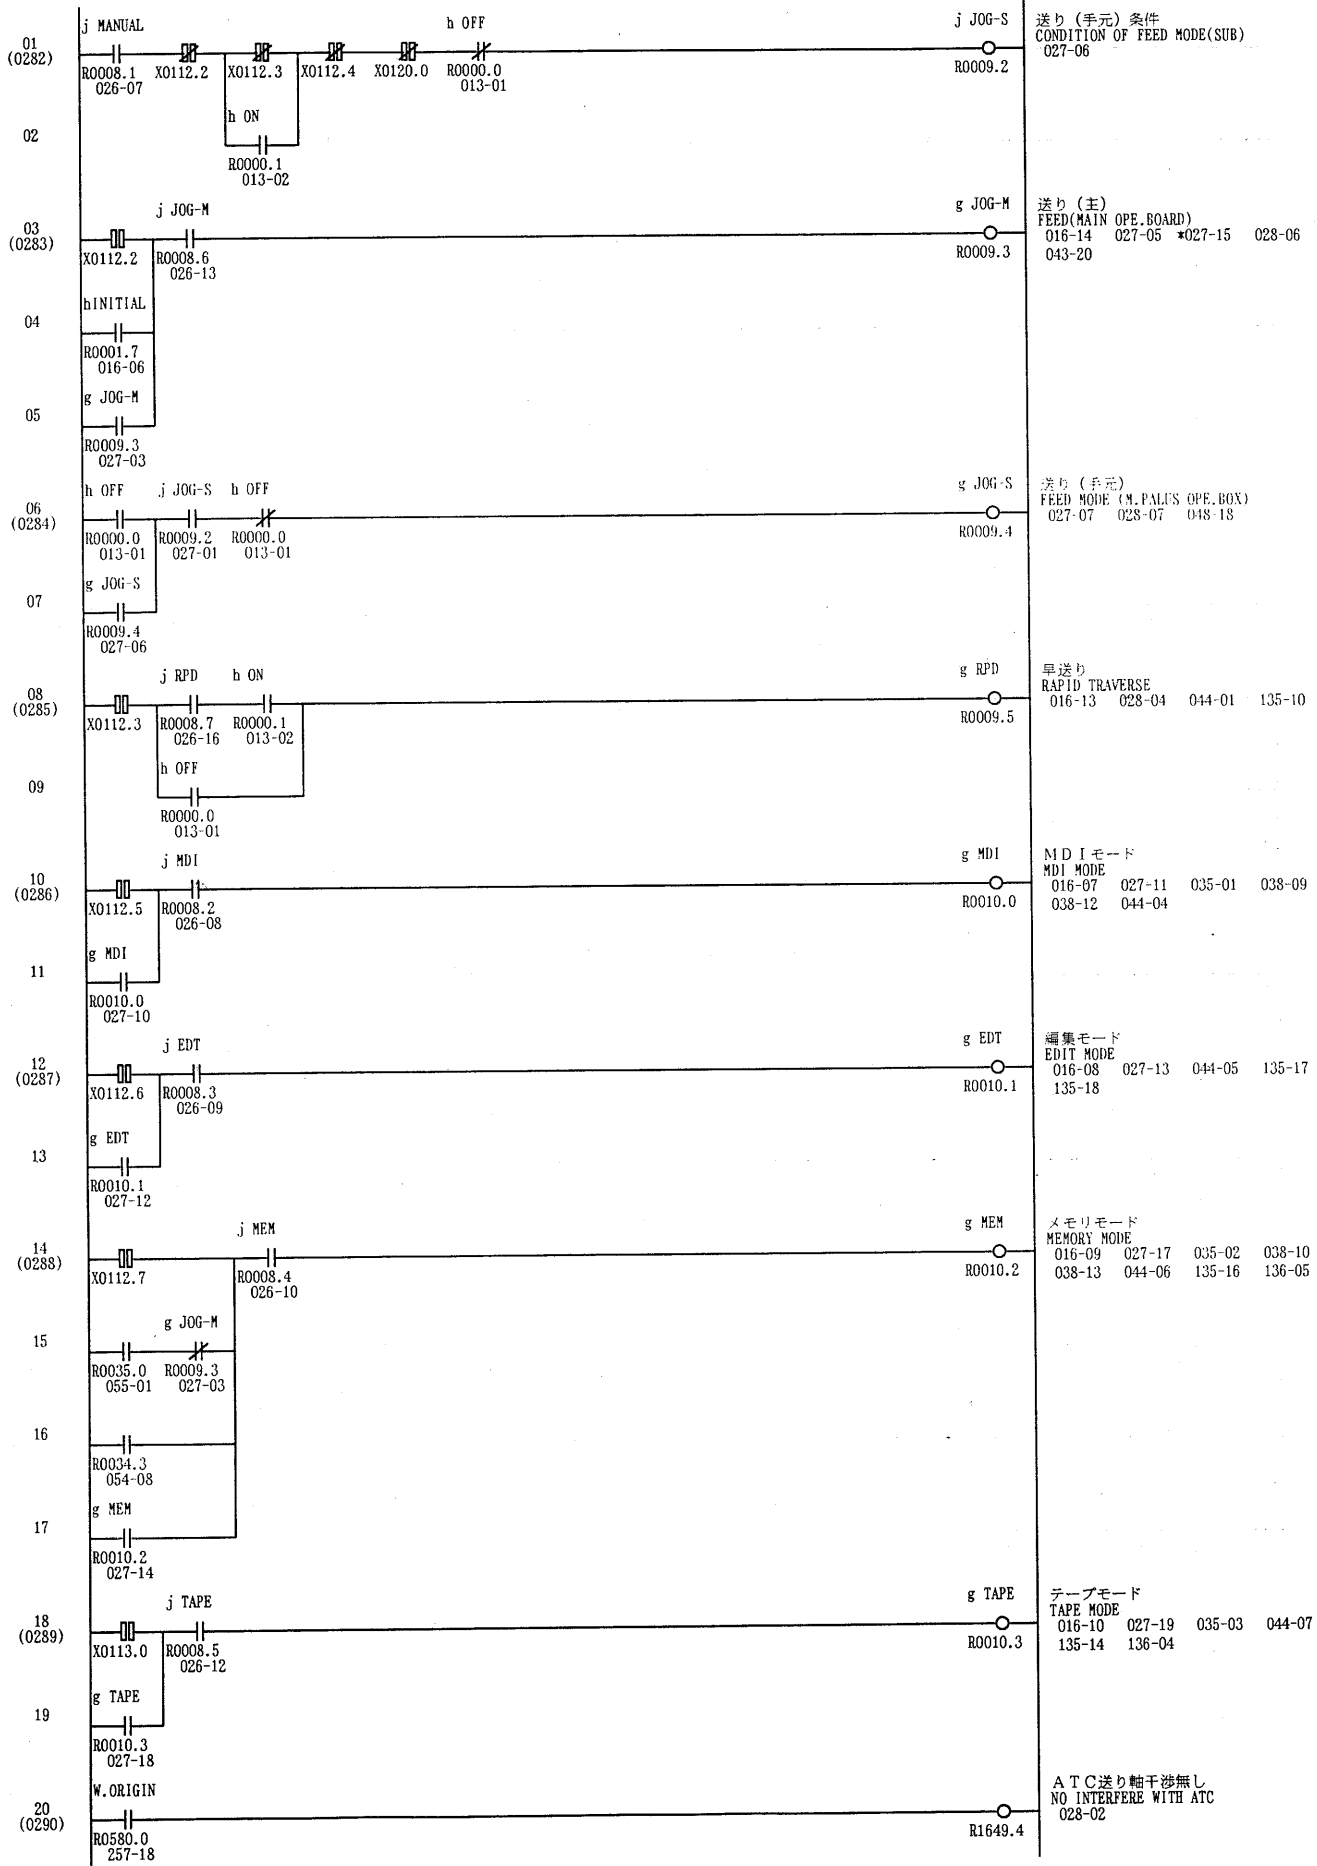 j MANUAL h OFF j JOG-S 送り（手元）条件
01 CONDITION OF FEED MODE(SUB)
(0282) 027-06
R0008.1 X0112.2 X0112.3 X0112.4 X0120.0 R0000.0 R0009.2
026-07 013-01
h ON
02
R0000.1
013-02
j JOG-M g JOG-M 送り（主）
03 FEED(MAIN OPE.BOARD)
(0283) 016-14 027-05 *027-15 028-06
X0112.2 R0008.6 R0009.3 043-20
026-13
hINITIAL
04
R0001.7
016-06
g JOG-M
05
R0009.3
027-03
h OFF j JOG-S h OFF g JOG-S 送り（手元）
06 FEED MODE (M.PALUS OPE.BOX)
(0284) 027-07 028-07 048-18
R0000.0 R0009.2 R0000.0 R0009.4
013-01 027-01 013-01
g JOG-S
07
R0009.4
027-06
j RPD h ON g RPD 早送り
08 RAPID TRAVERSE
(0285) 016-13 028-04 044-01 135-10
X0112.3 R0008.7 R0000.1 R0009.5
026-16 013-02
h OFF
09
R0000.0
013-01
j MDI g MDI ＭＤＩモード
10 MDI MODE
(0286) 016-07 027-11 035-01 038-09
X0112.5 R0008.2 R0010.0 038-12 044-04
026-08
g MDI
11
R0010.0
027-10
j EDT g EDT 編集モード
12 EDIT MODE
(0287) 016-08 027-13 044-05 135-17
X0112.6 R0008.3 R0010.1 135-18
026-09
g EDT
13
R0010.1
027-12
j MEM g MEM メモリモード
14 MEMORY MODE
(0288) 016-09 027-17 035-02 038-10
X0112.7 R0008.4 R0010.2 038-13 044-06 135-16 136-05
026-10
g JOG-M
15
R0035.0 R0009.3
055-01 027-03
16
R0034.3
054-08
g MEM
17
R0010.2
027-14
j TAPE g TAPE テープモード
18 TAPE MODE
(0289) 016-10 027-19 035-03 044-07
X0113.0 R0008.5 R0010.3 135-14 136-04
026-12
g TAPE
19
R0010.3
027-18
W.ORIGIN ＡＴＣ送り軸干渉無し
20 NO INTERFERE WITH ATC
(0290) 028-02
R0580.0 R1649.4
257-18